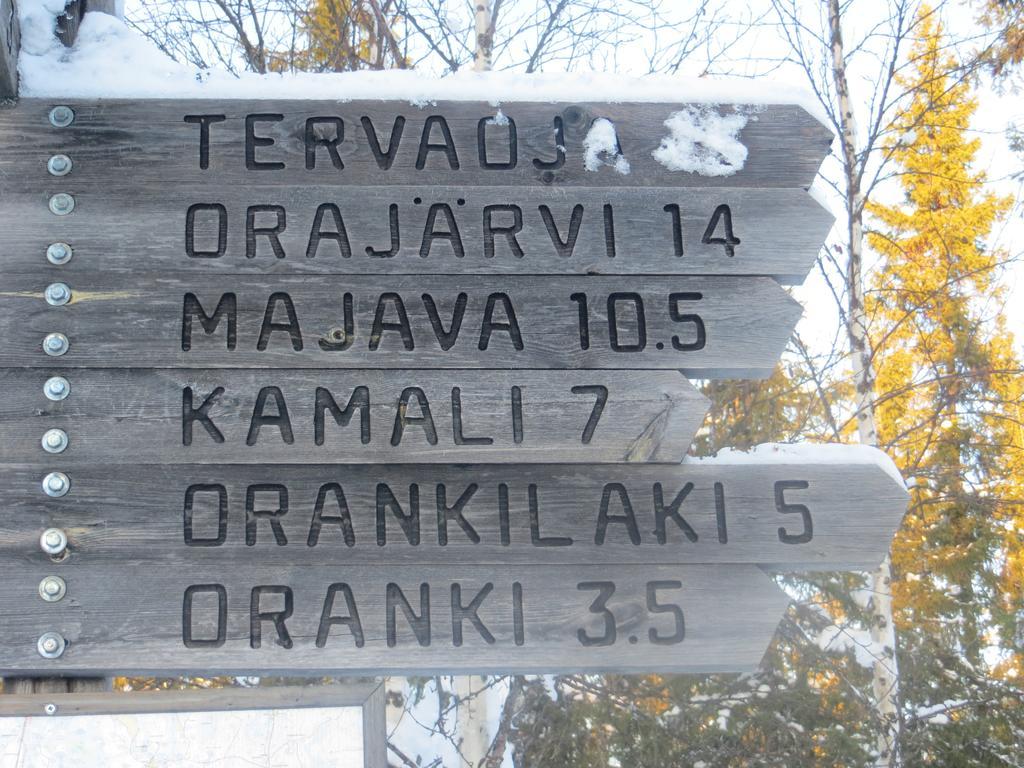 TERVAOJA
ORAJÄRVI 14
MAJAVA 10.5
KAMALI 7
ORANKILAKI 5
ORANKI 3.5